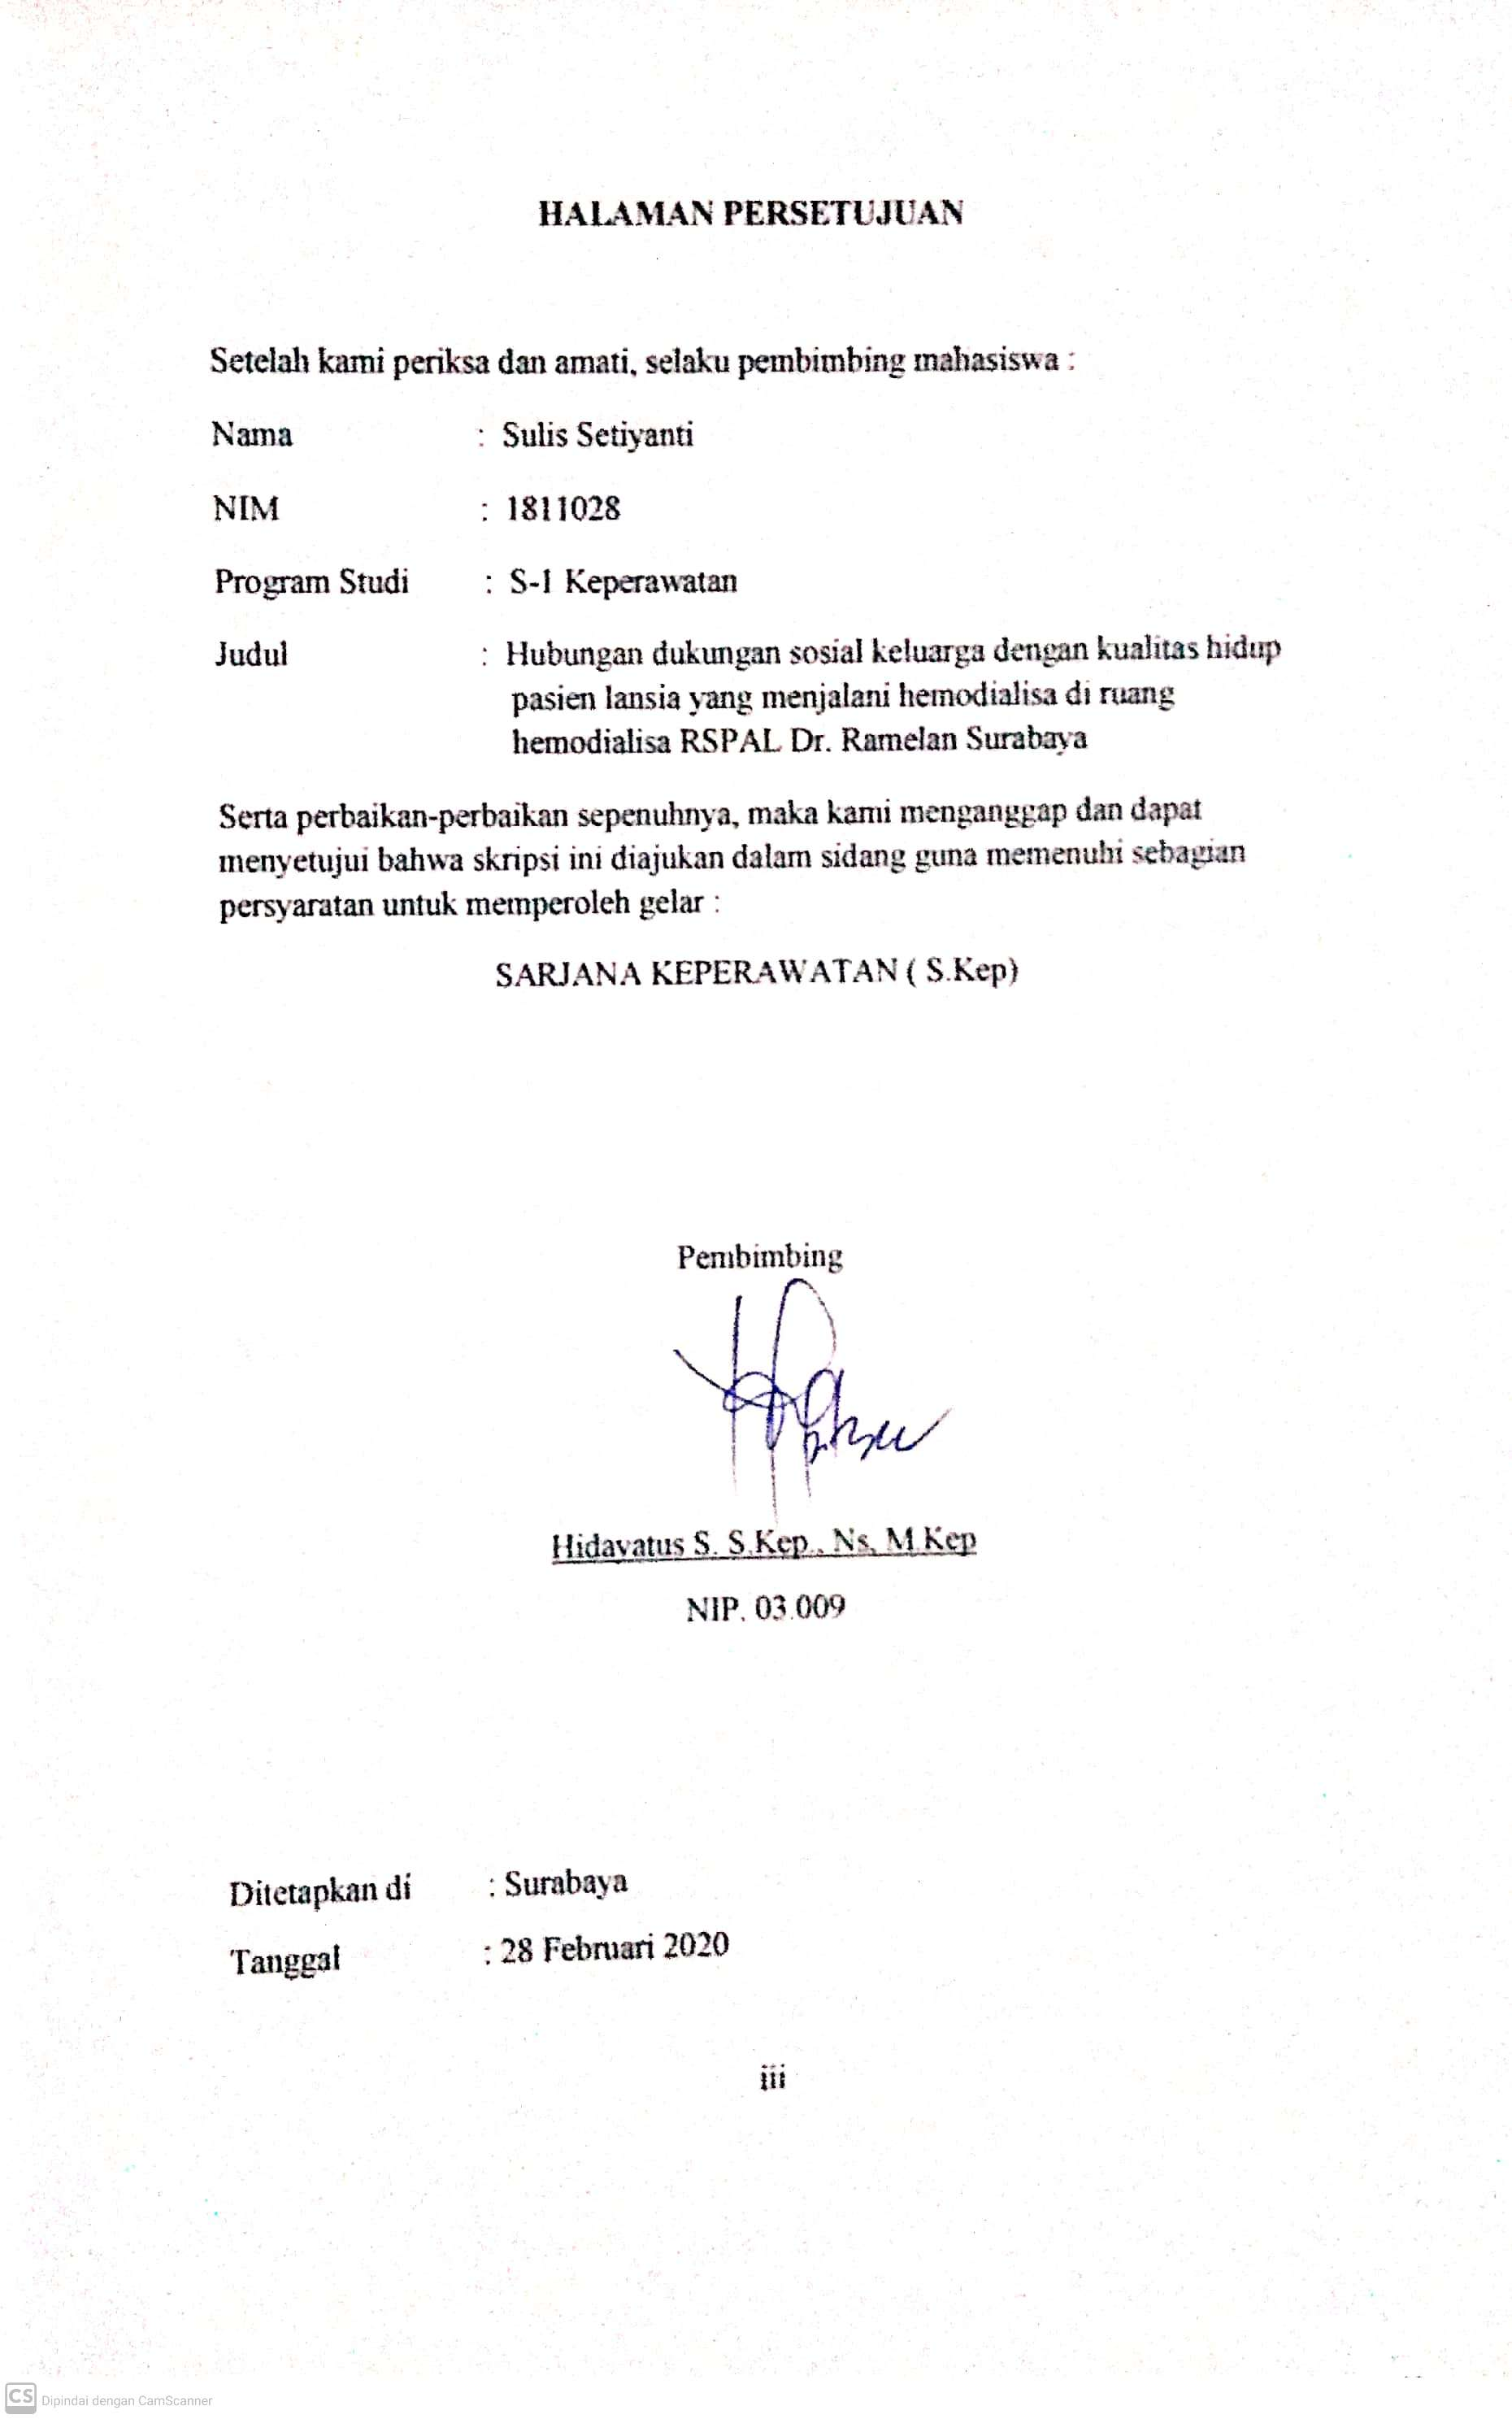 HALAMAN PERSETUJUAN
Setelah kami periksa dan amati, selaku pembimbing mahasiswa :
Nama : Sulis Setiyanti
NIM : 1811028
Program Studi : S-1 Keperawatan
Judul : Hubungan dukungan sosial keluarga dengan kualitas hidup
pasien lansia yang menjalani hemodialisa di ruang
hemodialisa RSPAL Dr. Ramelan Surabaya
Serta perbaikan-perbaikan sepenuhnya, maka kami menganggap dan dapat
menyetujui bahwa skripsi ini diajukan dalam sidang guna memenuhi sebagian
persyaratan untuk memperoleh gelar :
SARJANA KEPERAWATAN ( S.Kep)
Pembimbing
Hidayatus S. S.Kep., Ns, M.Kep
NIP. 03.009
Ditetapkan di : Surabaya
Tanggal : 28 Februari 2020
iii
CS Dipindai dengan CamScanner